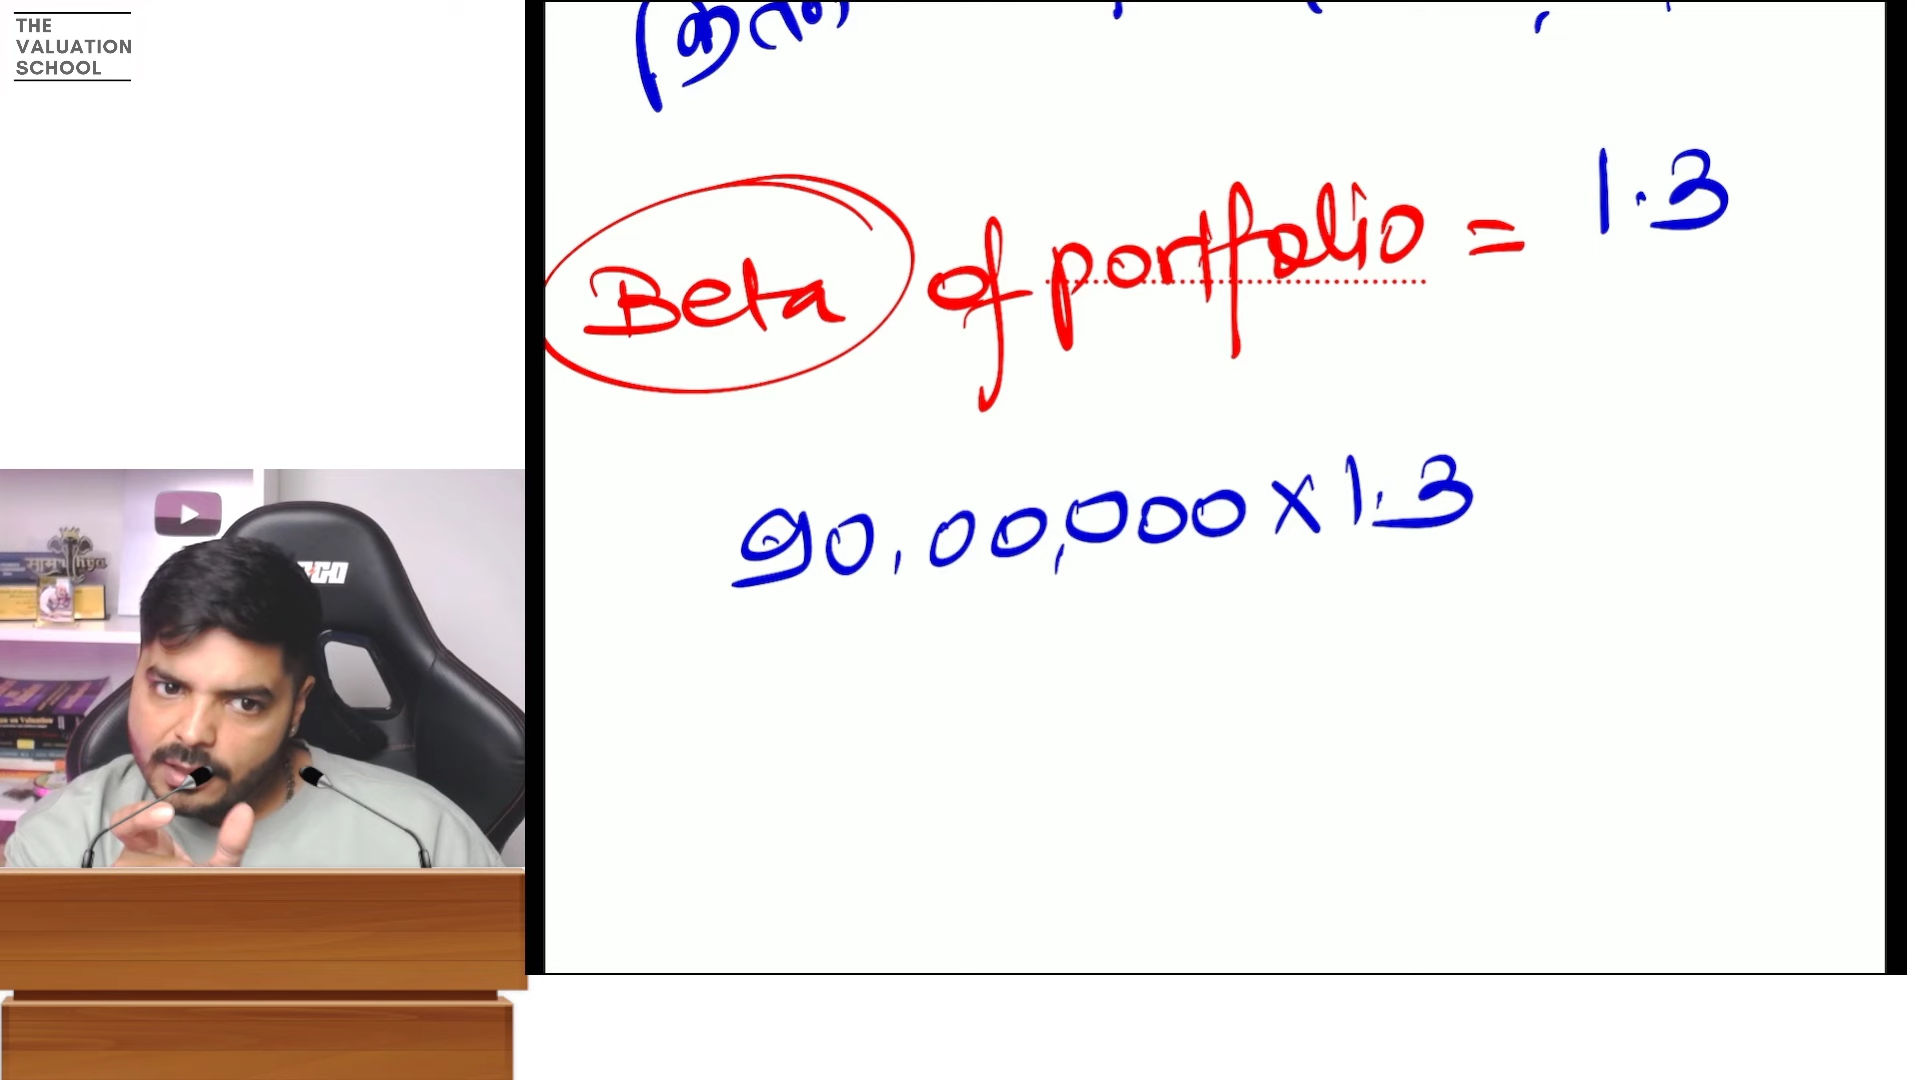 THE
VALUATION
SCHOOL
Beta of portfolio = 1.3
90,00,000 × 1.3